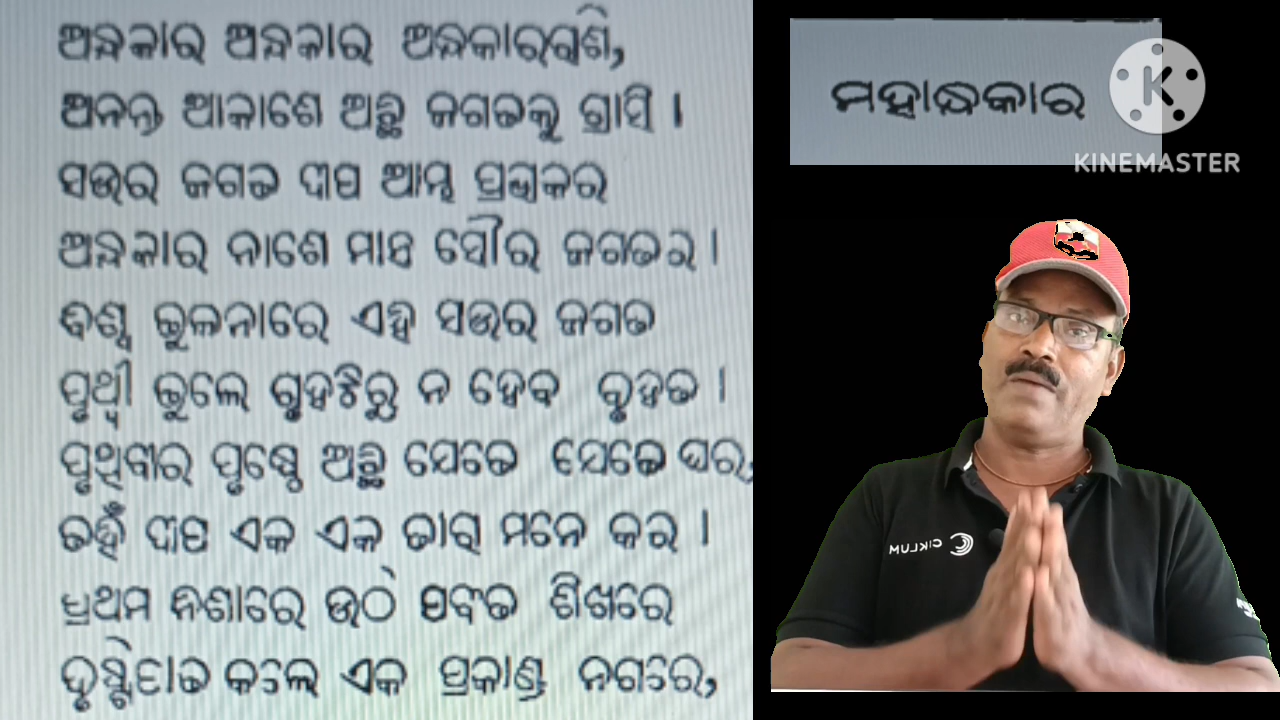 ଅନ୍ଧକାର ଅନ୍ଧକାର ଅନ୍ଧକାରରାଶି,
ଅନନ୍ତ ଆକାଶେ ଅଛି ଜଗତକୁ ଗ୍ରାସି ।
ସଉର ଜଗତ ଦୀପ ଆମ୍ଭ ପ୍ରଭାକର
ଅନ୍ଧକାର ନାଶେ ମାତ୍ର ସୌର ଜଗତର ।
ବିଶ୍ୱ ତୁଳନାରେ ଏହି ସଉର ଜଗତ
ପୃଥ୍ୱୀ ତୁଲେ ଗୃହଟିରୁ ନ ହେବ ବୃହତ ।
ପୃଥିବୀର ପୃଷ୍ଠେ ଅଛି ଯେତେ ଯେତେ ଘର,
ତହିଁ ଦୀପ ଏକ ଏକ ତାରା ମନେ କର ।
ପ୍ରଥମ ନିଶାରେ ଉଠି ପର୍ବତ ଶିଖରେ
ଦୃଷ୍ଟିପାତ କଲେ ଏକ ପ୍ରକାଣ୍ଡ ନଗରେ,
ମହାନ୍ଧକାର
KINEMASTER
CIKLUM